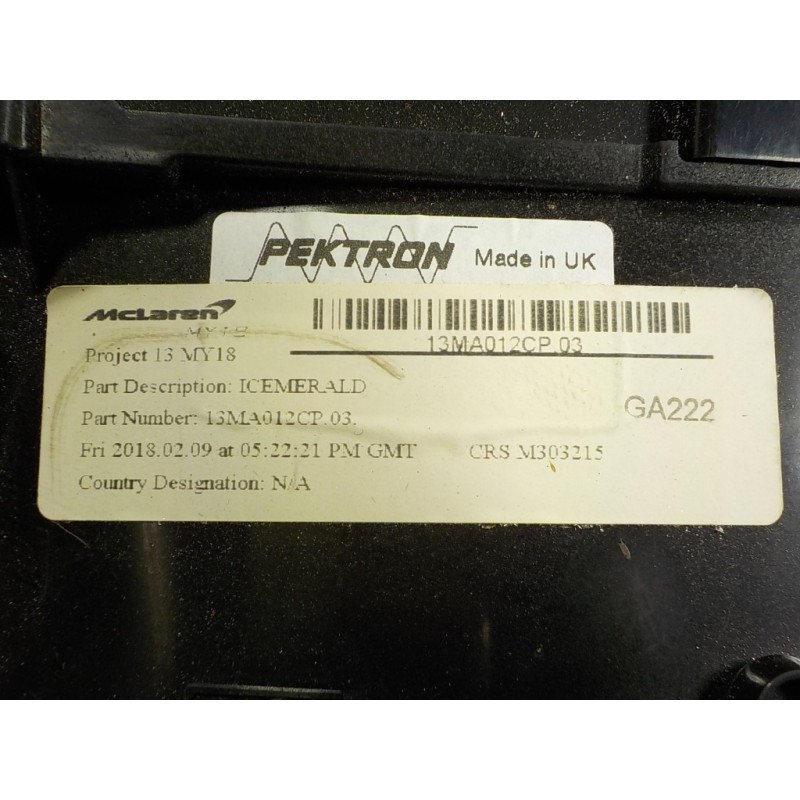 PEKTRON Made in UK
McLaren
MY18
13MA012CP.03
Project 13 MY18
Part Description: ICEMERALD
GA222
Part Number: 13MA012CP.03.
Fri 2018.02.09 at 05:22:21 PM GMT CRS M303215
Country Designation: N/A